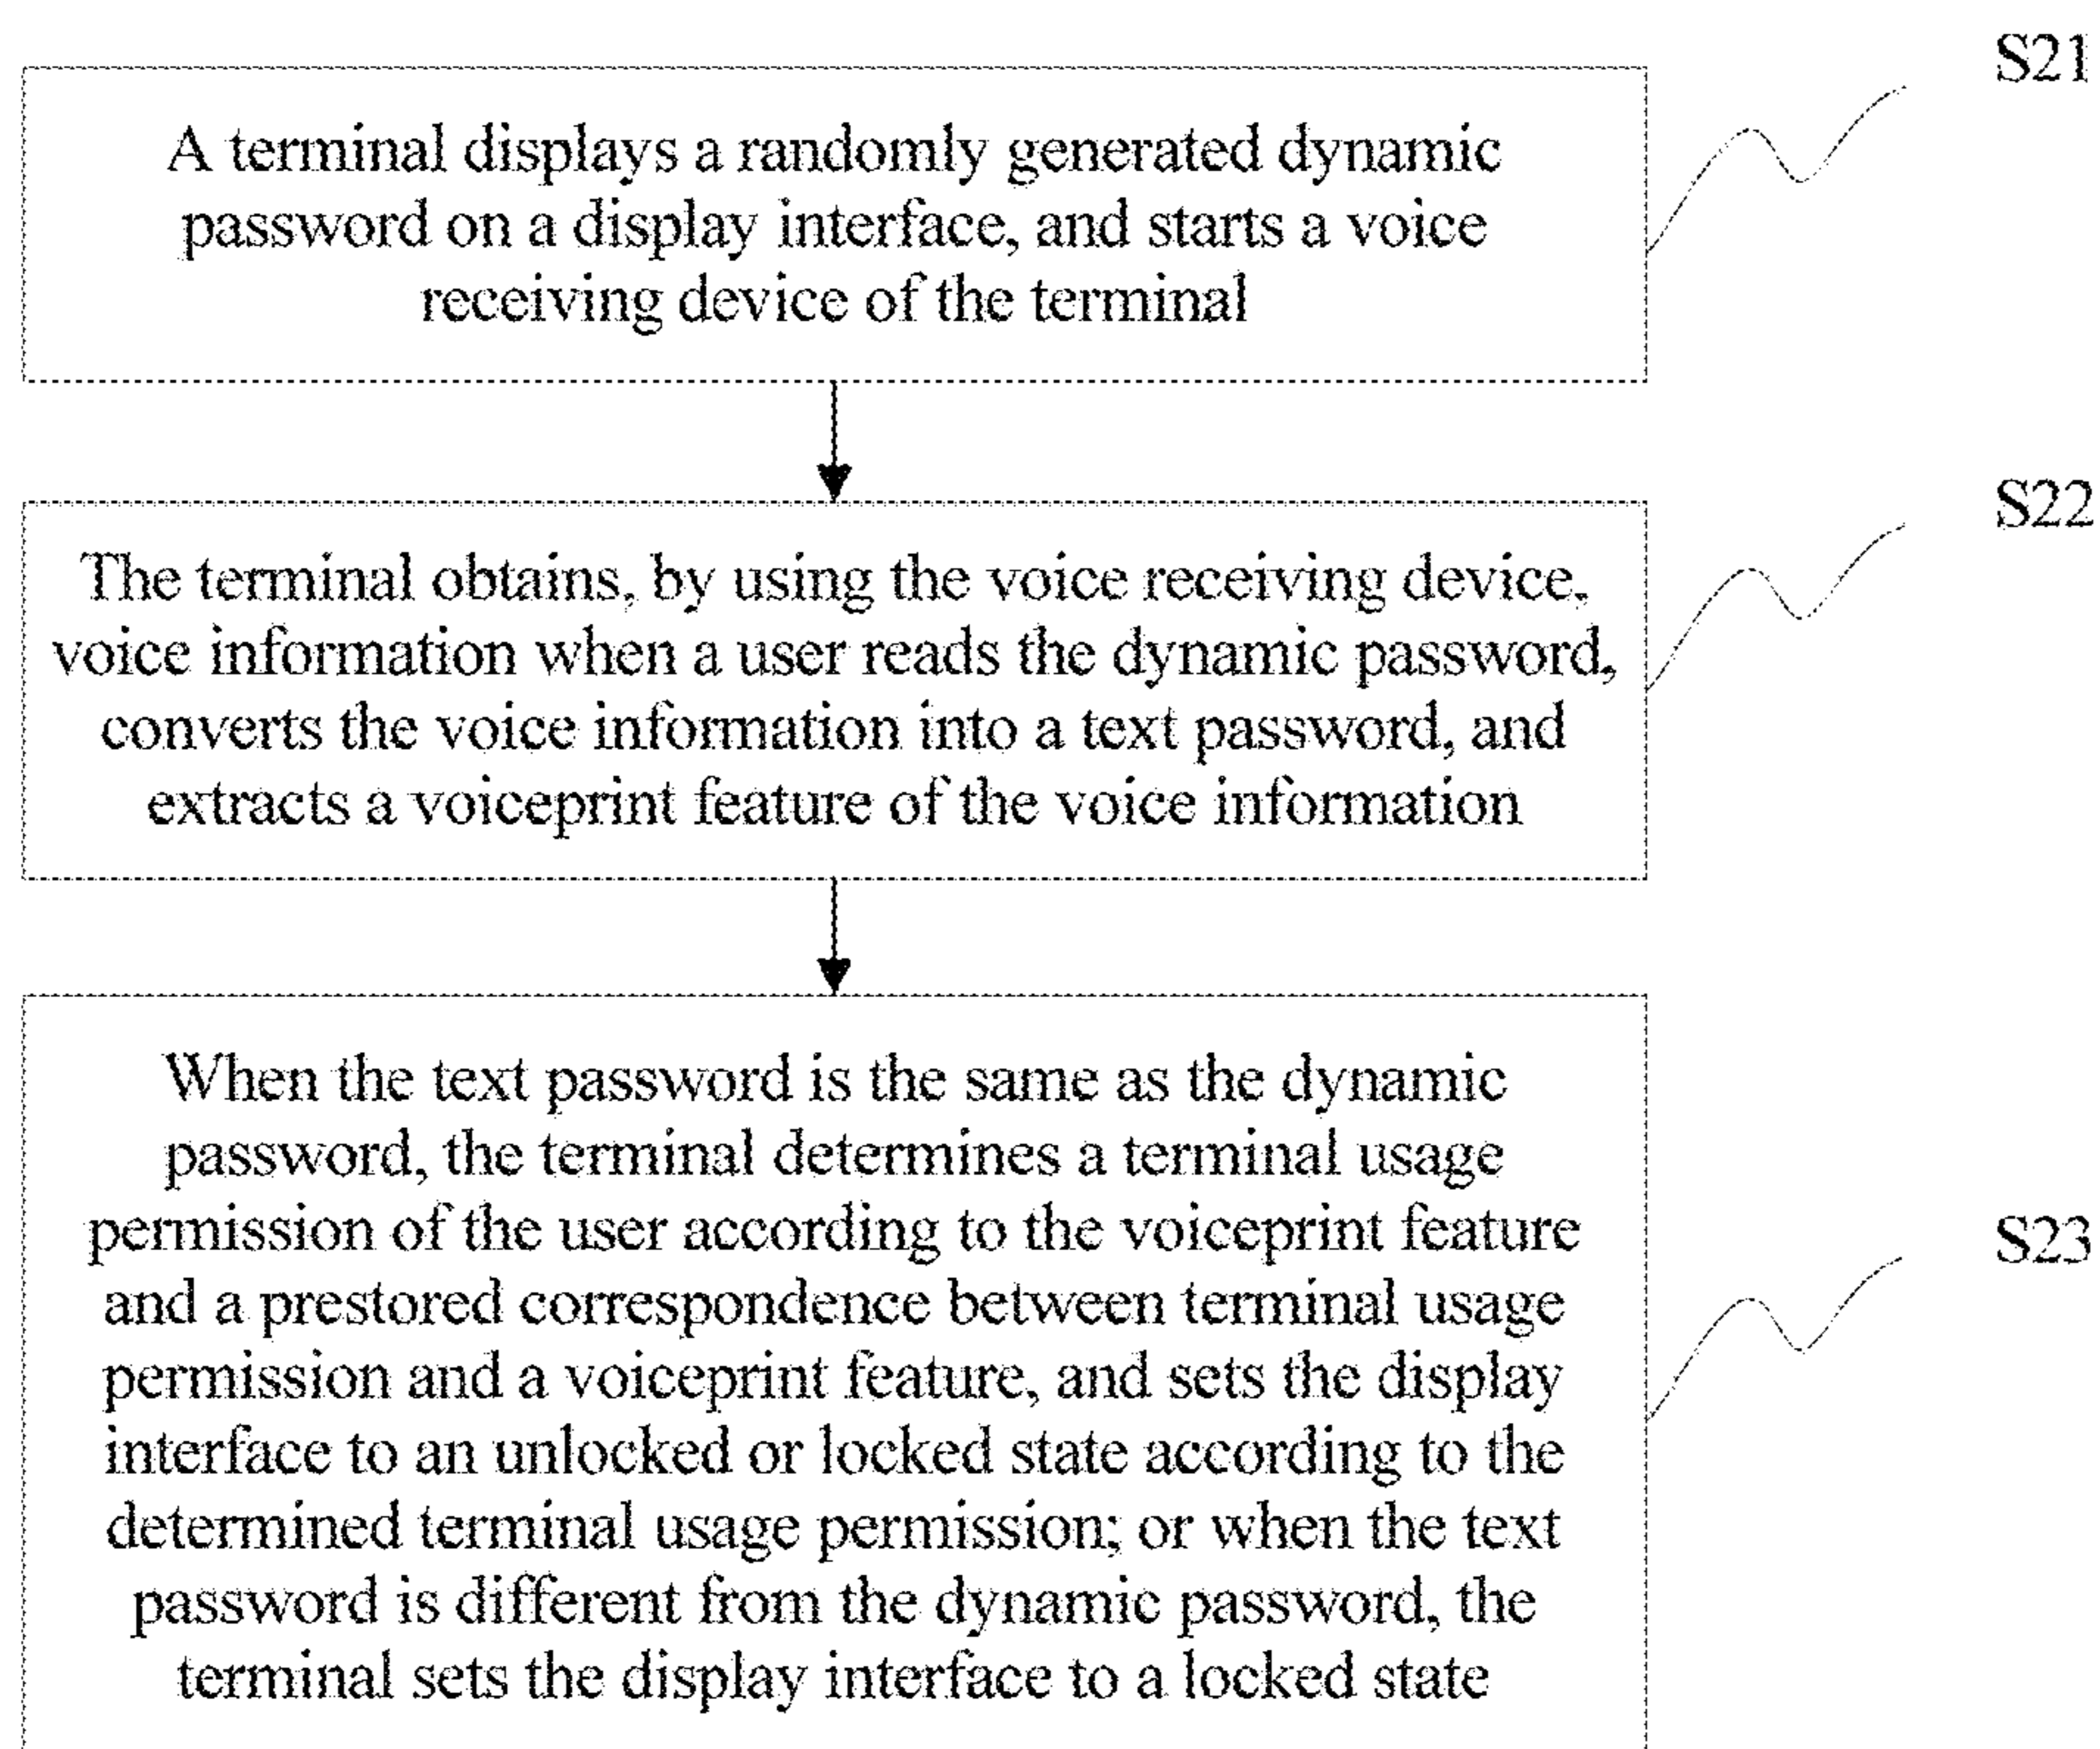 S21
A terminal displays a randomly generated dynamic
password on a display interface, and starts a voice
receiving device of the terminal
S22
The terminal obtains, by using the voice receiving device,
voice information when a user reads the dynamic password,
converts the voice information into a text password, and
extracts a voiceprint feature of the voice information
When the text password is the same as the dynamic
password, the terminal determines a terminal usage
permission of the user according to the voiceprint feature
S23
and a prestored correspondence between terminal usage
permission and a voiceprint feature, and sets the display
interface to an unlocked or locked state according to the
determined terminal usage permission; or when the text
password is different from the dynamic password, the
terminal sets the display interface to a locked state